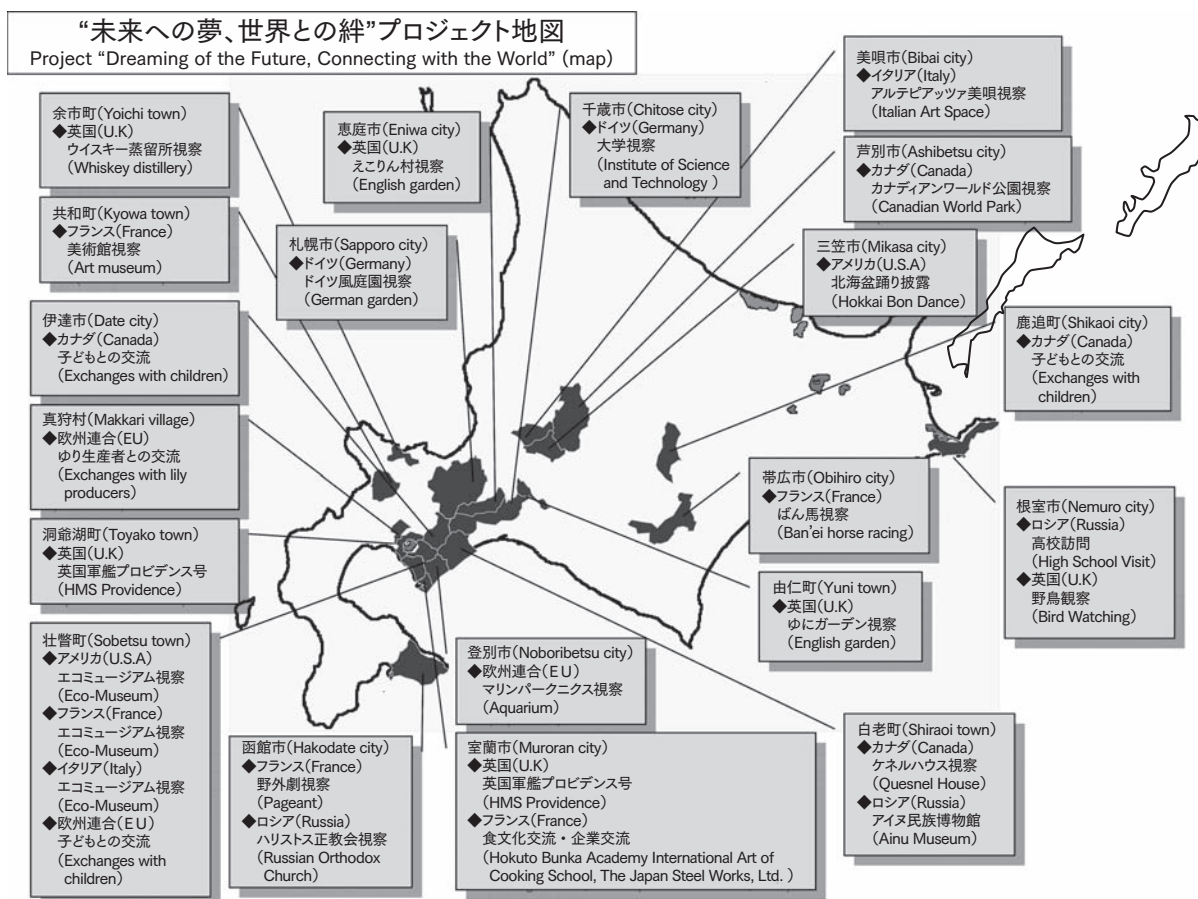 “未来への夢、世界との絆”プロジェクト地図
Project “Dreaming of the Future, Connecting with the World” (map)
余市町(Yoichi town)
◆英国(U.K)
ウイスキー蒸留所視察
(Whiskey distillery)
共和町(Kyowa town)
◆フランス(France)
美術館視察
(Art museum)
伊達市(Date city)
◆カナダ(Canada)
子どもとの交流
(Exchanges with children)
真狩村(Makkari village)
◆欧州連合(EU)
ゆり生産者との交流
(Exchanges with lily
producers)
洞爺湖町(Toyako town)
◆英国(U.K)
英国軍艦プロビデンス号
(HMS Providence)
壮瞥町(Sobetsu town)
◆アメリカ(U.S.A)
エコミュージアム視察
(Eco-Museum)
◆フランス(France)
エコミュージアム視察
(Eco-Museum)
◆イタリア(Italy)
エコミュージアム視察
(Eco-Museum)
◆欧州連合(EU)
子どもとの交流
(Exchanges with
children)
恵庭市(Eniwa city)
◆英国(U.K)
えこりん村視察
(English garden)
札幌市(Sapporo city)
◆ドイツ(Germany)
ドイツ風庭園視察
(German garden)
千歳市(Chitose city)
◆ドイツ(Germany)
大学視察
(Institute of Science
and Technology )
美唄市(Bibai city)
◆イタリア(Italy)
アルテピアッツァ美唄視察
(Italian Art Space)
芦別市(Ashibetsu city)
◆カナダ(Canada)
カナディアンワールド公園視察
(Canadian World Park)
三笠市(Mikasa city)
◆アメリカ(U.S.A)
北海盆踊り披露
(Hokkai Bon Dance)
鹿追町(Shikaoi city)
◆カナダ(Canada)
子どもとの交流
(Exchanges with
children)
帯広市(Obihiro city)
◆フランス(France)
ばん馬視察
(Ban'ei horse racing)
根室市(Nemuro city)
◆ロシア(Russia)
高校訪問
(High School Visit)
◆英国(U.K)
野鳥観察
(Bird Watching)
由仁町(Yuni town)
◆英国(U.K)
ゆにガーデン視察
(English garden)
登別市(Noboribetsu city)
◆欧州連合(EU)
マリンパークニクス視察
(Aquarium)
函館市(Hakodate city)
◆フランス(France)
野外劇視察
(Pageant)
◆ロシア(Russia)
ハリストス正教会視察
(Russian Orthodox
Church)
室蘭市(Muroran city)
◆英国(U.K)
英国軍艦プロビデンス号
(HMS Providence)
◆フランス(France)
食文化交流・企業交流
(Hokuto Bunka Academy International Art of
Cooking School, The Japan Steel Works, Ltd. )
白老町(Shiraoi town)
◆カナダ(Canada)
ケネルハウス視察
(Quesnel House)
◆ロシア(Russia)
アイヌ民族博物館
(Ainu Museum)